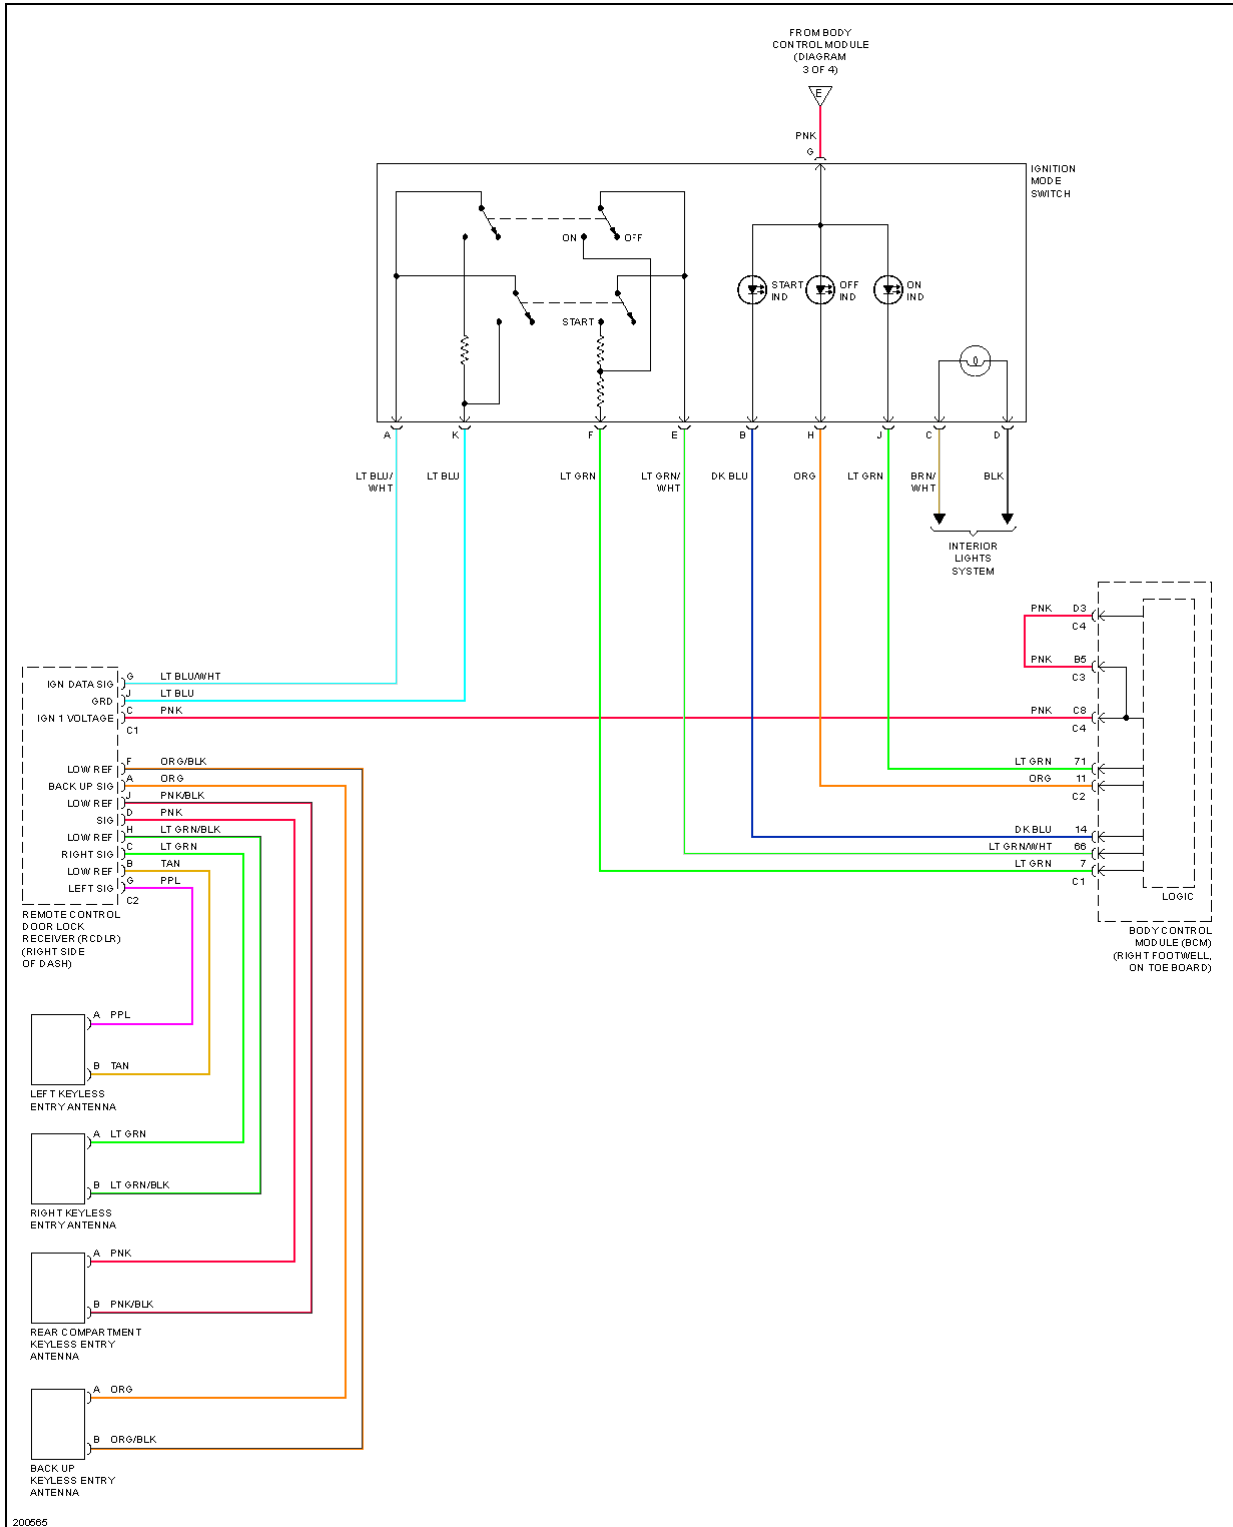 FROM BODY
CONTROL MODULE
(DIAGRAM
3 OF 4)
E
PNK
G
IGNITION
MODE
SWITCH
ON
OFF
START
START
IND
OFF
IND
ON
IND
A
K
F
E
B
H
J
C
D
LT BLU/
WHT
LT BLU
LT GRN
LT GRN/
WHT
DK BLU
ORG
LT GRN
BRN/
WHT
BLK
INTERIOR
LIGHTS
SYSTEM
PNK D3
C4
PNK B5
C3
PNK C8
C4
LT GRN 71
ORG 11
C2
DK BLU 14
LT GRN/WHT 66
LT GRN 7
C1
LOGIC
BODY CONTROL
MODULE (BCM)
(RIGHT FOOTWELL,
ON TOE BOARD)
IGN DATA SIG G LT BLU/WHT
GRD J LT BLU
IGN 1 VOLTAGE C PNK
C1
LOW REF F ORG/BLK
BACK UP SIG A ORG
LOW REF J PNK/BLK
SIG D PNK
LOW REF H LT GRN/BLK
RIGHT SIG C LT GRN
LOW REF B TAN
LEFT SIG G PPL
C2
REMOTE CONTROL
DOOR LOCK
RECEIVER (RCDLR)
(RIGHT SIDE
OF DASH)
A PPL
B TAN
LEFT KEYLESS
ENTRY ANTENNA
A LT GRN
B LT GRN/BLK
RIGHT KEYLESS
ENTRY ANTENNA
A PNK
B PNK/BLK
REAR COMPARTMENT
KEYLESS ENTRY
ANTENNA
A ORG
B ORG/BLK
BACK UP
KEYLESS ENTRY
ANTENNA
200565